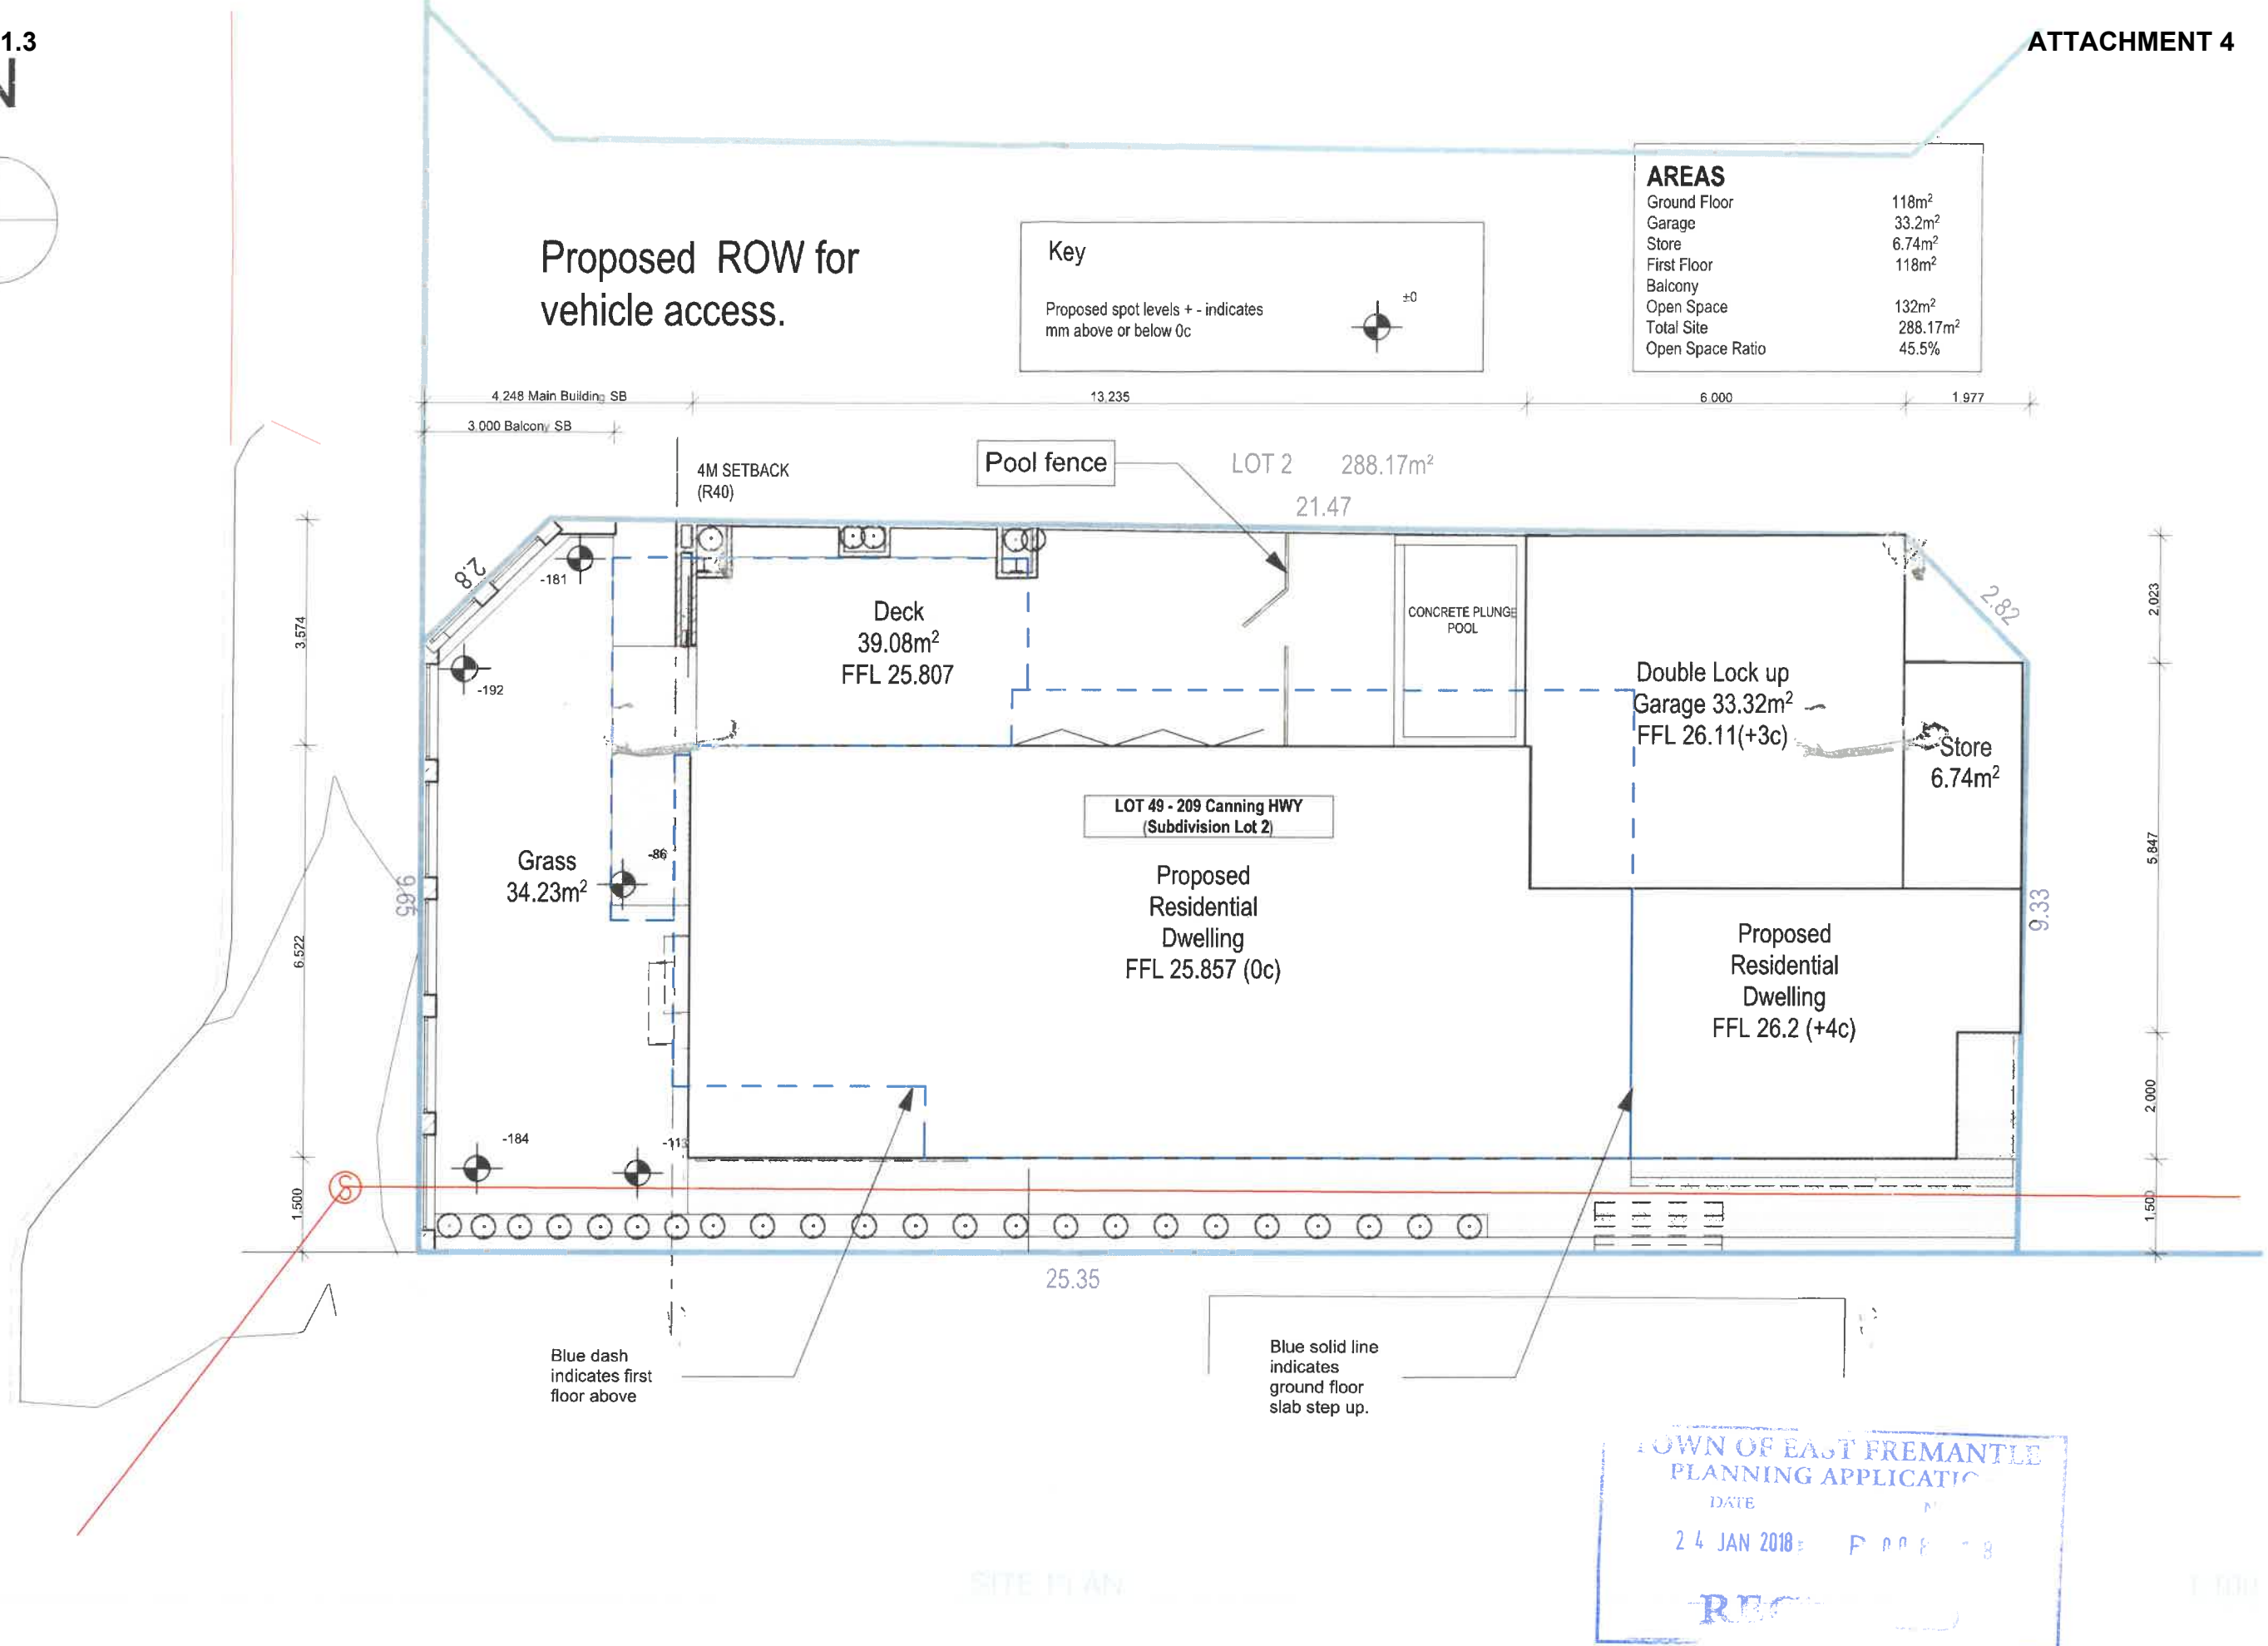 1.3
ATTACHMENT 4
N
AREAS
Ground Floor 118m²
Garage 33.2m²
Store 6.74m²
First Floor 118m²
Balcony
Open Space 132m²
Total Site 288.17m²
Open Space Ratio 45.5%
Proposed ROW for
vehicle access.
Key
Proposed spot levels + - indicates
mm above or below 0c
±0
4.248 Main Building SB
13.235
6.000
1.977
3.000 Balcony SB
4M SETBACK
(R40)
Pool fence
LOT 2 288.17m²
21.47
2.8
-181
-192
3.574
Deck
39.08m²
FFL 25.807
CONCRETE PLUNGE
POOL
Double Lock up
Garage 33.32m²
FFL 26.11(+3c)
2.82
2.023
Store
6.74m²
LOT 49 - 209 Canning HWY
(Subdivision Lot 2)
Grass
34.23m²
-86
9.65
6.522
Proposed
Residential
Dwelling
FFL 25.857 (0c)
Proposed
Residential
Dwelling
FFL 26.2 (+4c)
5.847
9.33
2.000
-184
-113
1.500
1.500
25.35
Blue dash
indicates first
floor above
Blue solid line
indicates
ground floor
slab step up.
TOWN OF EAST FREMANTLE
PLANNING
DATE
24 JAN 2018
SITE PLAN